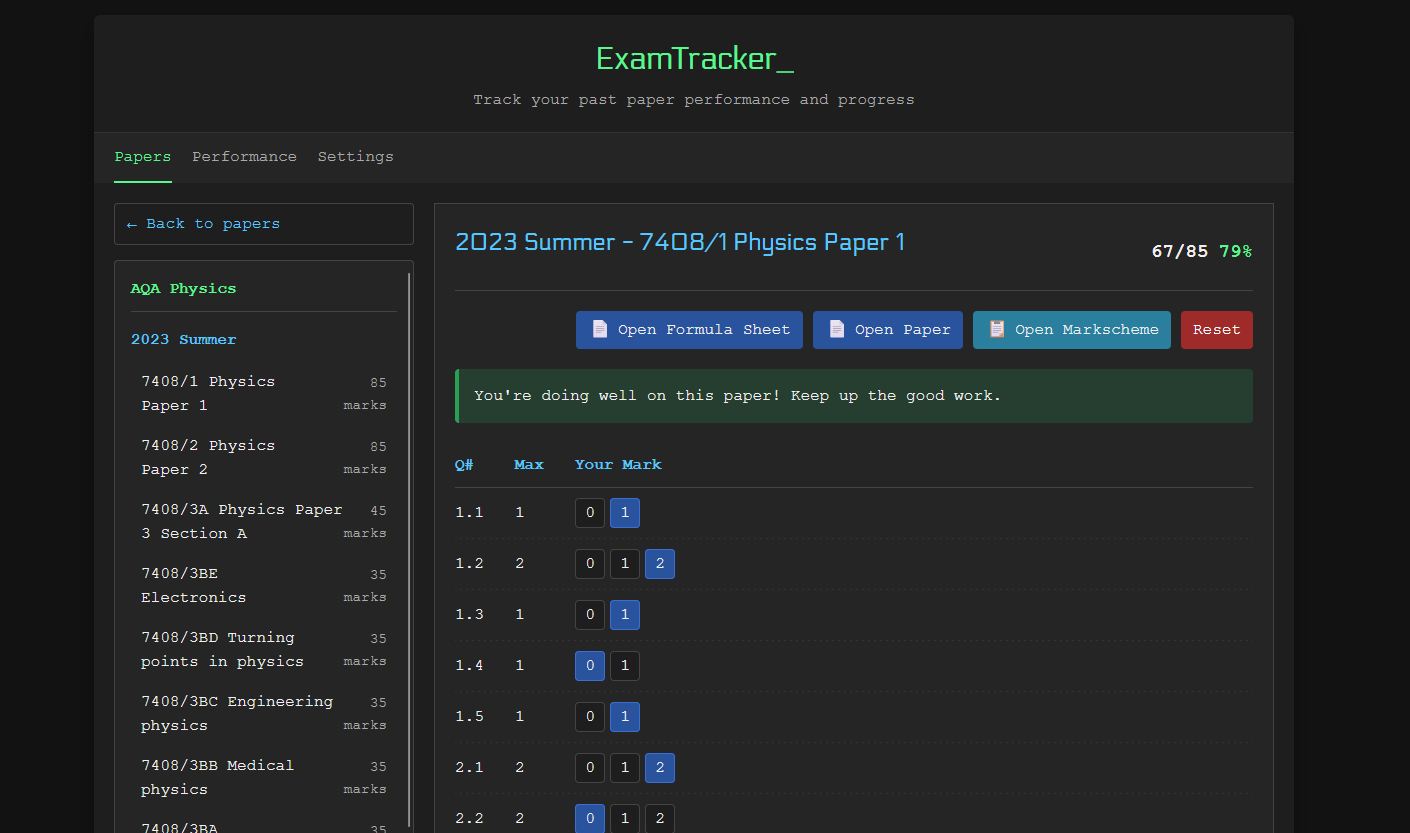 ExamTracker_
Track your past paper performance and progress
Papers Performance Settings
← Back to papers
AQA Physics
2023 Summer
7408/1 Physics Paper 1 85 marks
7408/2 Physics Paper 2 85 marks
7408/3A Physics Paper 3 Section A 45 marks
7408/3BE Electronics 35 marks
7408/3BD Turning points in physics 35 marks
7408/3BC Engineering physics 35 marks
7408/3BB Medical physics 35 marks
7408/3BA 35
2023 Summer - 7408/1 Physics Paper 1
67/85 79%
Open Formula Sheet Open Paper Open Markscheme Reset
You're doing well on this paper! Keep up the good work.
Q# Max Your Mark
1.1 1 0 1
1.2 2 0 1 2
1.3 1 0 1
1.4 1 0 1
1.5 1 0 1
2.1 2 0 1 2
2.2 2 0 1 2